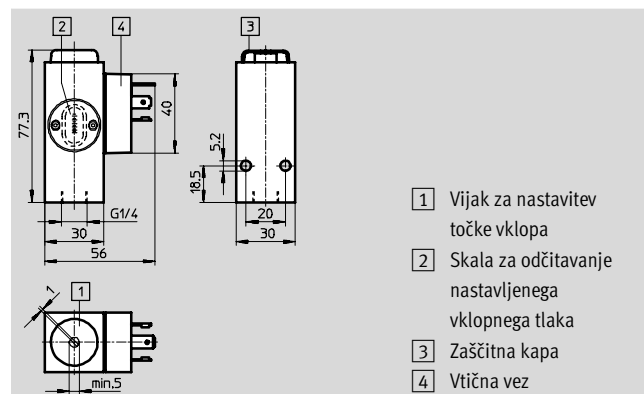 2 4 3
77.3
40
5.2
18.5
G1/4
20
30 30
56
1 1
min.5
1 Vijak za nastavitev
točke vklopa
2 Skala za odčitavanje
nastavljenega
vklopnega tlaka
3 Zaščitna kapa
4 Vtična vez